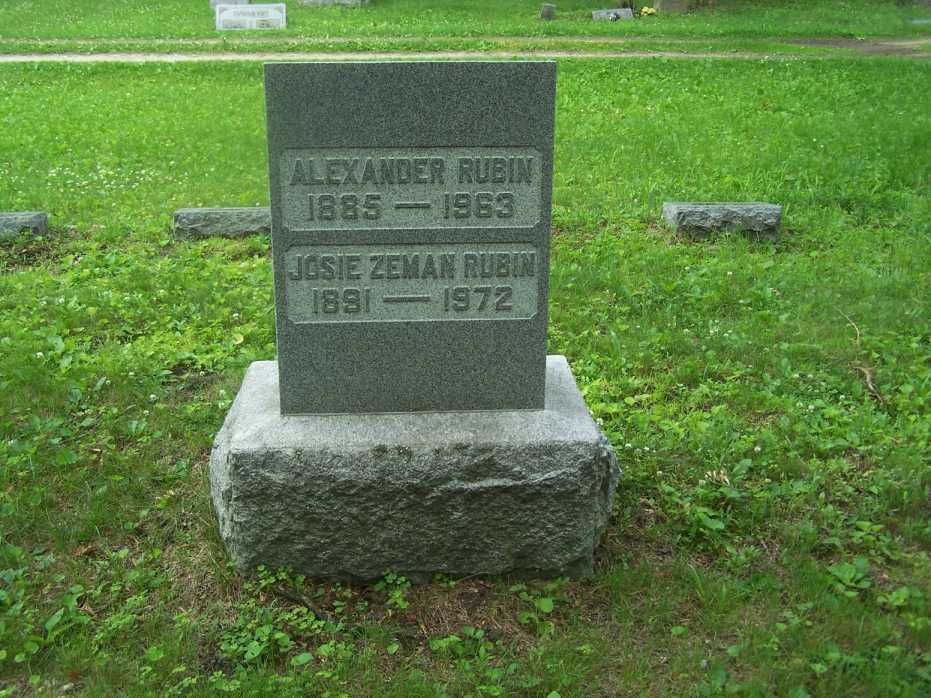 ALEXANDER RUBIN
1885 — 1963
JOSIE ZEMAN RUBIN
1891 — 1972